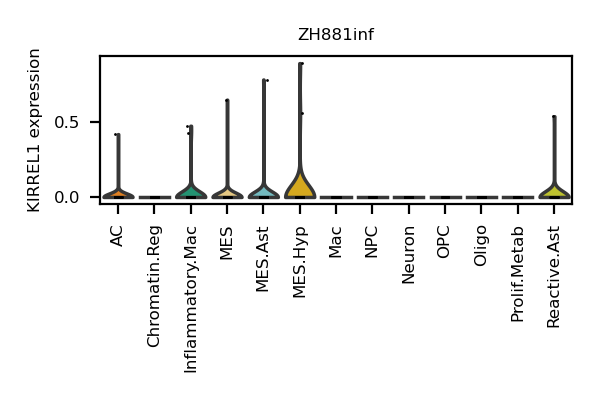 ZH881inf
KIRREL1 expression
0.5
0.0
AC
Chromatin.Reg
Inflammatory.Mac
MES
MES.Ast
MES.Hyp
Mac
NPC
Neuron
OPC
Oligo
Prolif.Metab
Reactive.Ast